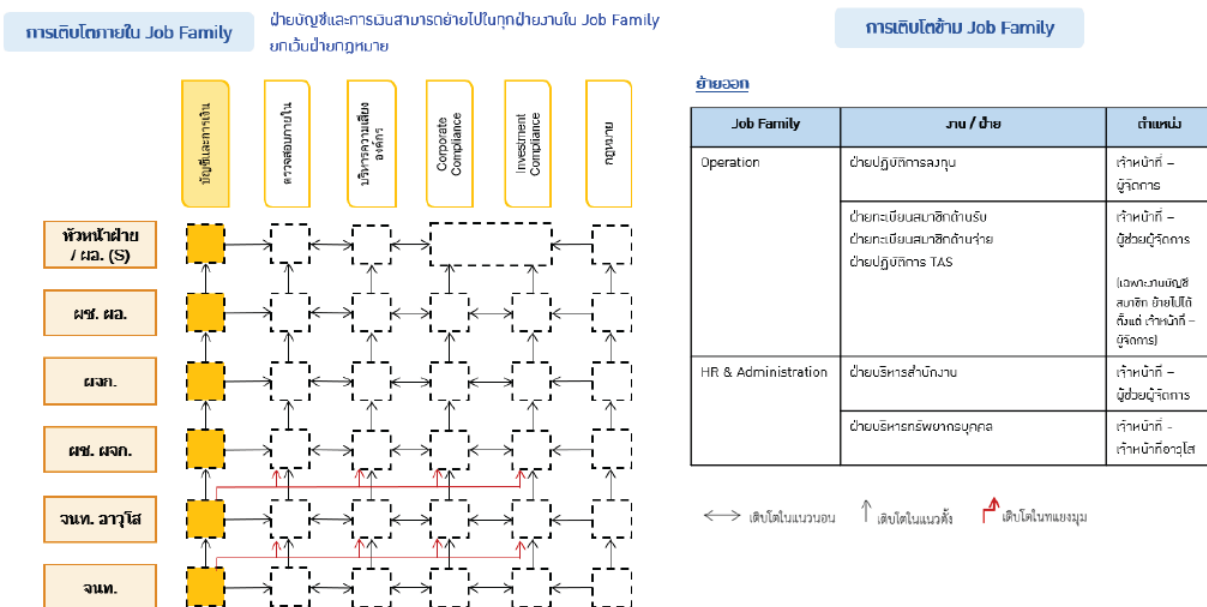 การเติบโตภายใน Job Family
ฝ่ายบัญชีและการเงินสามารถย้ายไปในทุกฝ่ายงานใน Job Family
ยกเว้นฝ่ายกฎหมาย
บัญชีและการเงิน
ตรวจสอบภายใน
บริหารความเสี่ยง
องค์กร
Corporate
Compliance
Investment
Compliance
กฎหมาย
หัวหน้าฝ่าย
/ ผอ. (S)
ผช. ผอ.
ผจก.
ผช. ผจก.
จนท. อาวุโส
จนท.
การเติบโตข้าม Job Family
ย้ายออก
Job Family
งาน / ฝ่าย
ตำแหน่ง
Operation
ฝ่ายปฏิบัติการลงทุน
เจ้าหน้าที่ –
ผู้จัดการ
ฝ่ายทะเบียนสมาชิกด้านรับ
ฝ่ายทะเบียนสมาชิกด้านจ่าย
ฝ่ายปฏิบัติการ TAS
เจ้าหน้าที่ –
ผู้ช่วยผู้จัดการ
(เฉพาะงานบัญชี
สมาชิก ย้ายไปได้
ตั้งแต่ เจ้าหน้าที่ –
ผู้จัดการ)
HR & Administration
ฝ่ายบริหารสำนักงาน
เจ้าหน้าที่ –
ผู้ช่วยผู้จัดการ
ฝ่ายบริหารทรัพยากรบุคคล
เจ้าหน้าที่ -
เจ้าหน้าที่อาวุโส
เติบโตในแนวนอน
เติบโตในแนวตั้ง
เติบโตในทแยงมุม